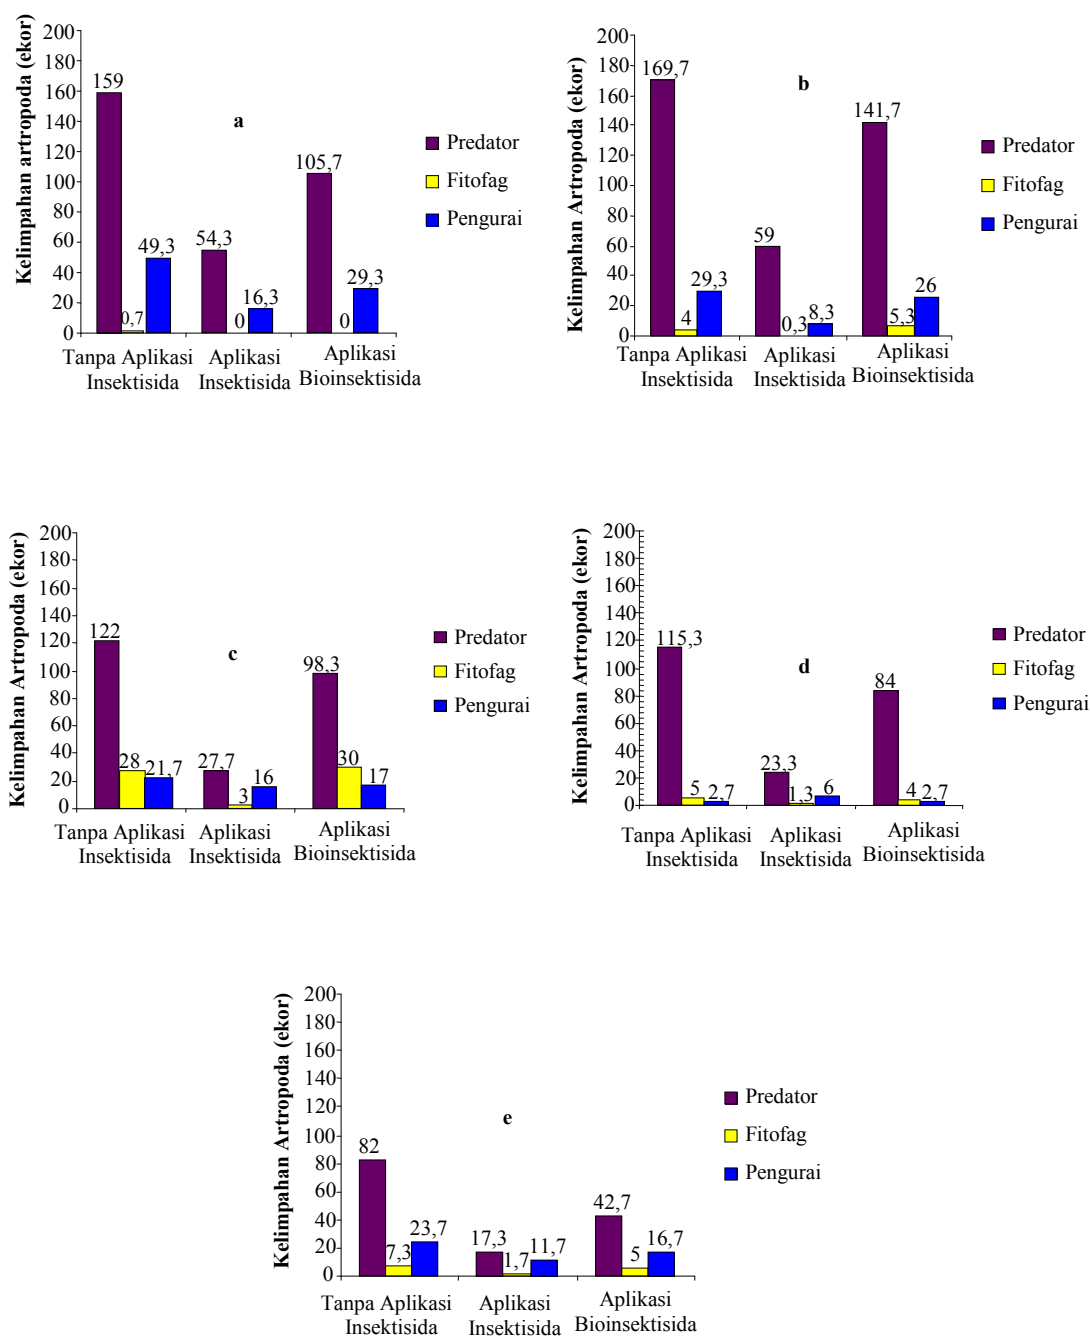 Kelimpahan artropoda (ekor)
200
180
160
140
120
100
80
60
40
20
0
159
0,7
49,3
54,3
0
16,3
105,7
0
29,3
a
Predator
Fitofag
Pengurai
Tanpa Aplikasi
Insektisida
Aplikasi
Insektisida
Aplikasi
Bioinsektisida
Kelimpahan Artropoda (ekor)
200
180
160
140
120
100
80
60
40
20
0
169,7
4
29,3
59
0,3
8,3
141,7
5,3
26
b
Predator
Fitofag
Pengurai
Tanpa Aplikasi
Insektisida
Aplikasi
Insektisida
Aplikasi
Bioinsektisida
Kelimpahan Artropoda (ekor)
200
180
160
140
120
100
80
60
40
20
0
122
28
21,7
27,7
3
16
98,3
30
17
c
Predator
Fitofag
Pengurai
Tanpa Aplikasi
Insektisida
Aplikasi
Insektisida
Aplikasi
Bioinsektisida
Kelimpahan Artropoda (ekor)
200
180
160
140
120
100
80
60
40
20
0
115,3
5
2,7
23,3
1,3
6
84
4
2,7
d
Predator
Fitofag
Pengurai
Tanpa Aplikasi
Insektisida
Aplikasi
Insektisida
Aplikasi
Bioinsektisida
Kelimpahan Artropoda (ekor)
200
180
160
140
120
100
80
60
40
20
0
82
7,3
23,7
17,3
1,7
11,7
42,7
5
16,7
e
Predator
Fitofag
Pengurai
Tanpa Aplikasi
Insektisida
Aplikasi
Insektisida
Aplikasi
Bioinsektisida